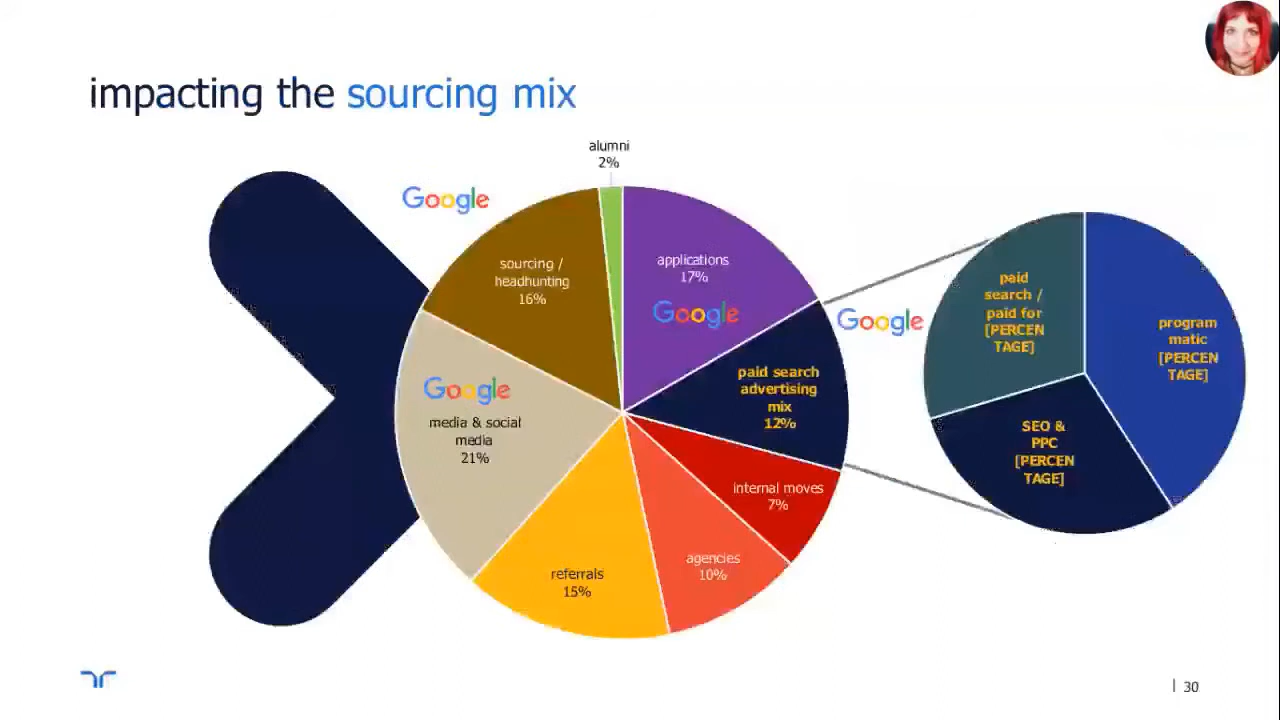 impacting the sourcing mix
alumni
2%
Google
sourcing /
headhunting
16%
applications
17%
Google
Google
paid search
advertising
mix
12%
Google
media & social
media
21%
internal moves
7%
agencies
10%
referrals
15%
paid
search /
paid for
[PERCEN
TAGE]
program
matic
[PERCEN
TAGE]
SEO &
PPC
[PERCEN
TAGE]
| 30